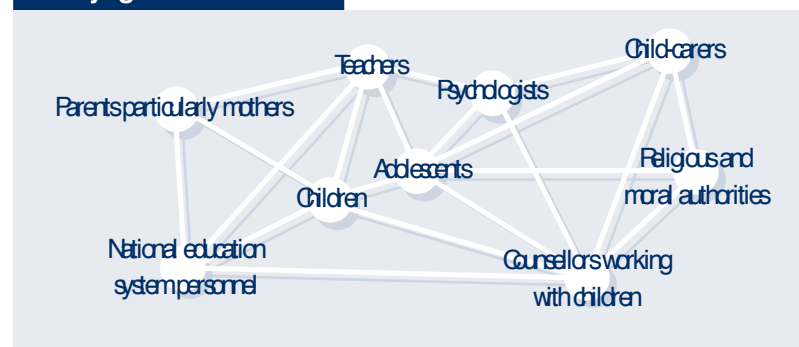 Teachers
Child-carers
Psychologists
Parents particularly mothers
Adolescents
Religious and
moral authorities
Children
National education
system personnel
Counsellors working
with children